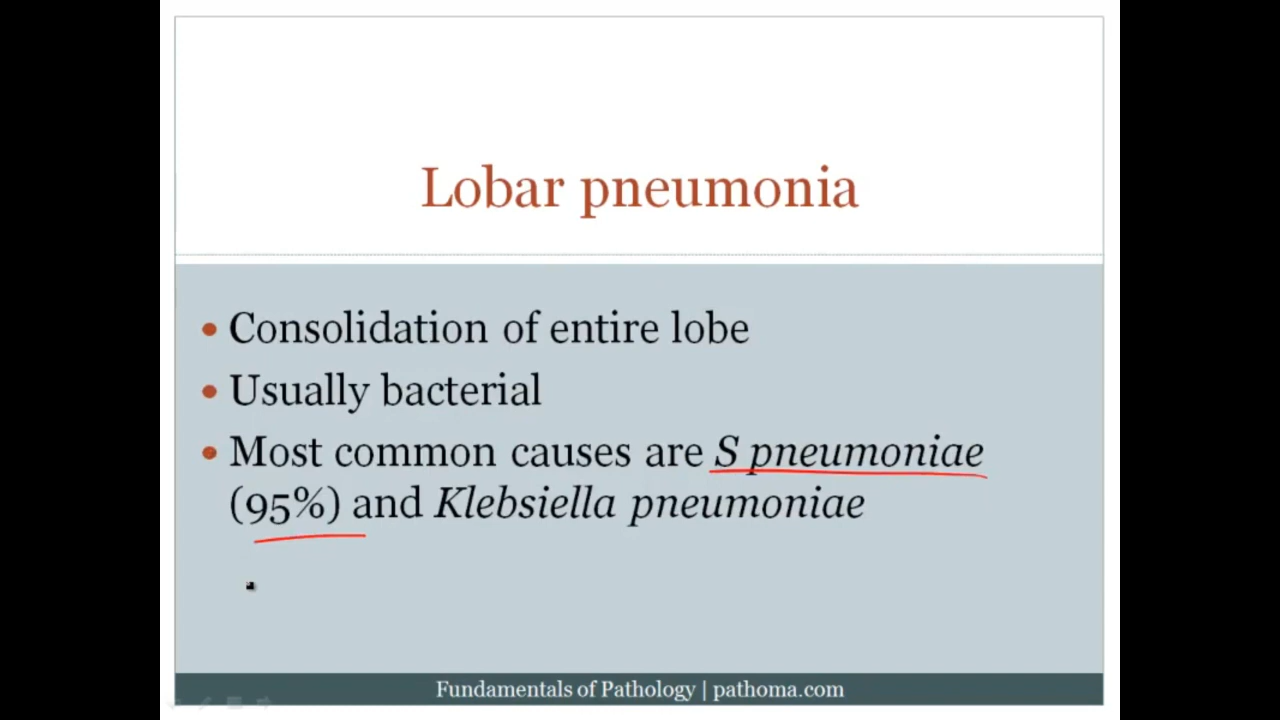 Lobar pneumonia
• Consolidation of entire lobe
• Usually bacterial
• Most common causes are S pneumoniae
(95%) and Klebsiella pneumoniae
Fundamentals of Pathology | pathoma.com